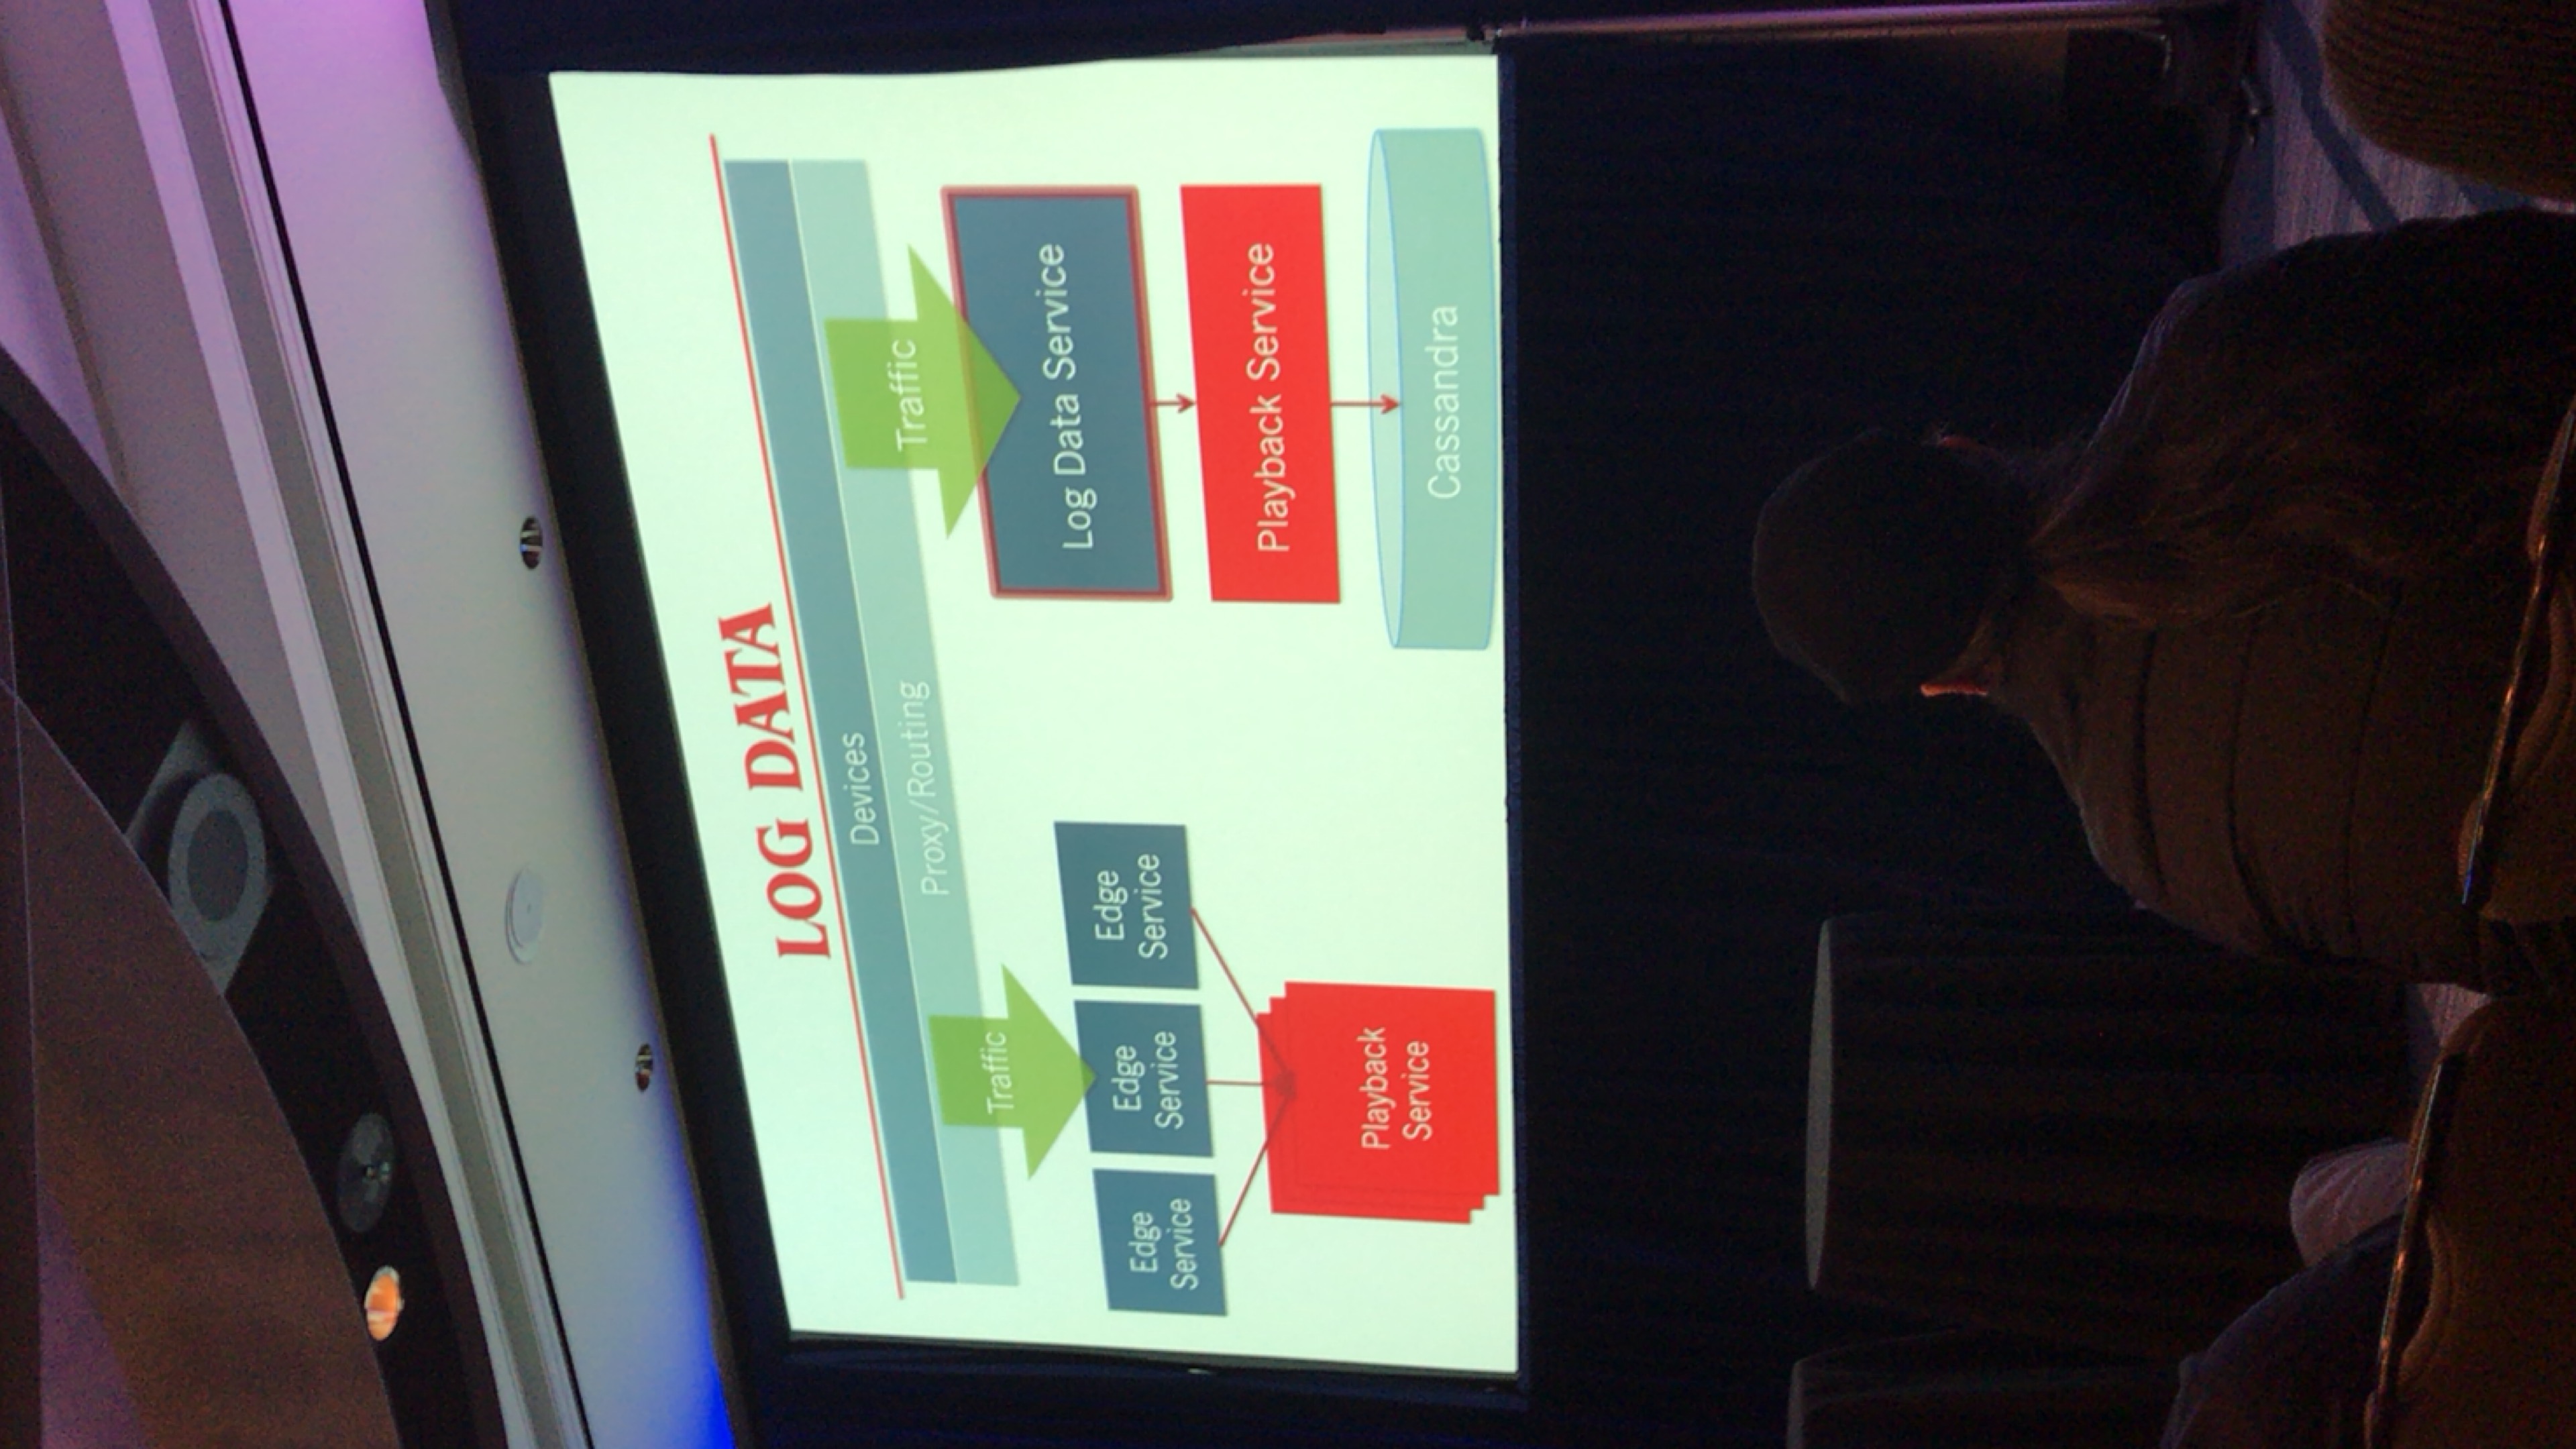 LOG DATA
Devices
Proxy/Routing
Traffic
Traffic
Edge
Service
Edge
Service
Edge
Service
Playback
Service
Log Data Service
Playback Service
Cassandra